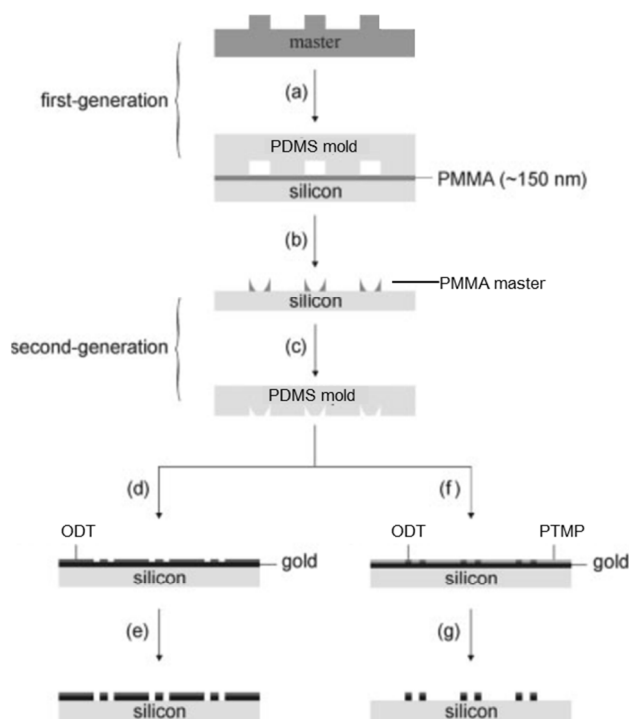 master
first-generation
(a)
PDMS mold
PMMA (~150 nm)
silicon
(b)
PMMA master
silicon
second-generation
(c)
PDMS mold
(d)
(f)
ODT
ODT
PTMP
gold
silicon
gold
silicon
(e)
(g)
silicon
silicon